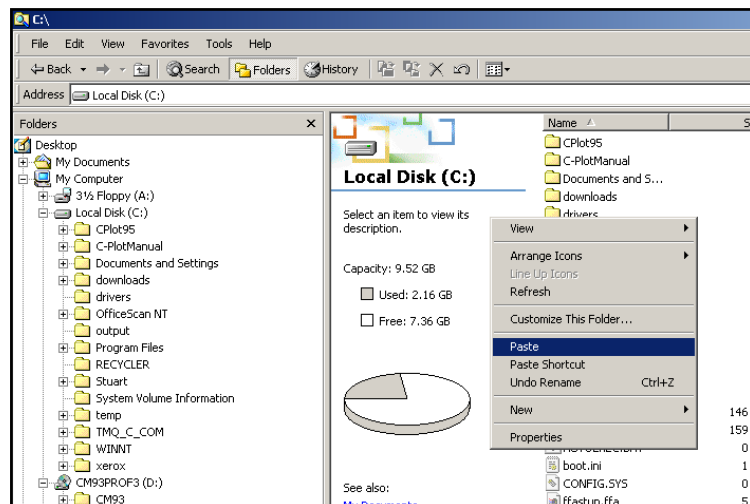 C:\
File Edit View Favorites Tools Help
Back Search Folders History
Address Local Disk (C:)
Folders x
Desktop
My Documents
My Computer
3½ Floppy (A:)
Local Disk (C:)
CPlot95
C-PlotManual
Documents and Settings
downloads
drivers
OfficeScan NT
output
Program Files
RECYCLER
Stuart
System Volume Information
temp
TMQ_C_COM
WINNT
xerox
CM93PROF3 (D:)
CM93
Local Disk (C:)
Select an item to view its
description.
Capacity: 9.52 GB
Used: 2.16 GB
Free: 7.36 GB
See also:
My Documents
Name S
CPlot95
C-PlotManual
Documents and S...
downloads
drivers
View
Arrange Icons
Line Up Icons
Refresh
Customize This Folder...
Paste
Paste Shortcut
Undo Rename Ctrl+Z
New
Properties
146
159
0
boot.ini 1
CONFIG.SYS 0
ffastun.ffa 5